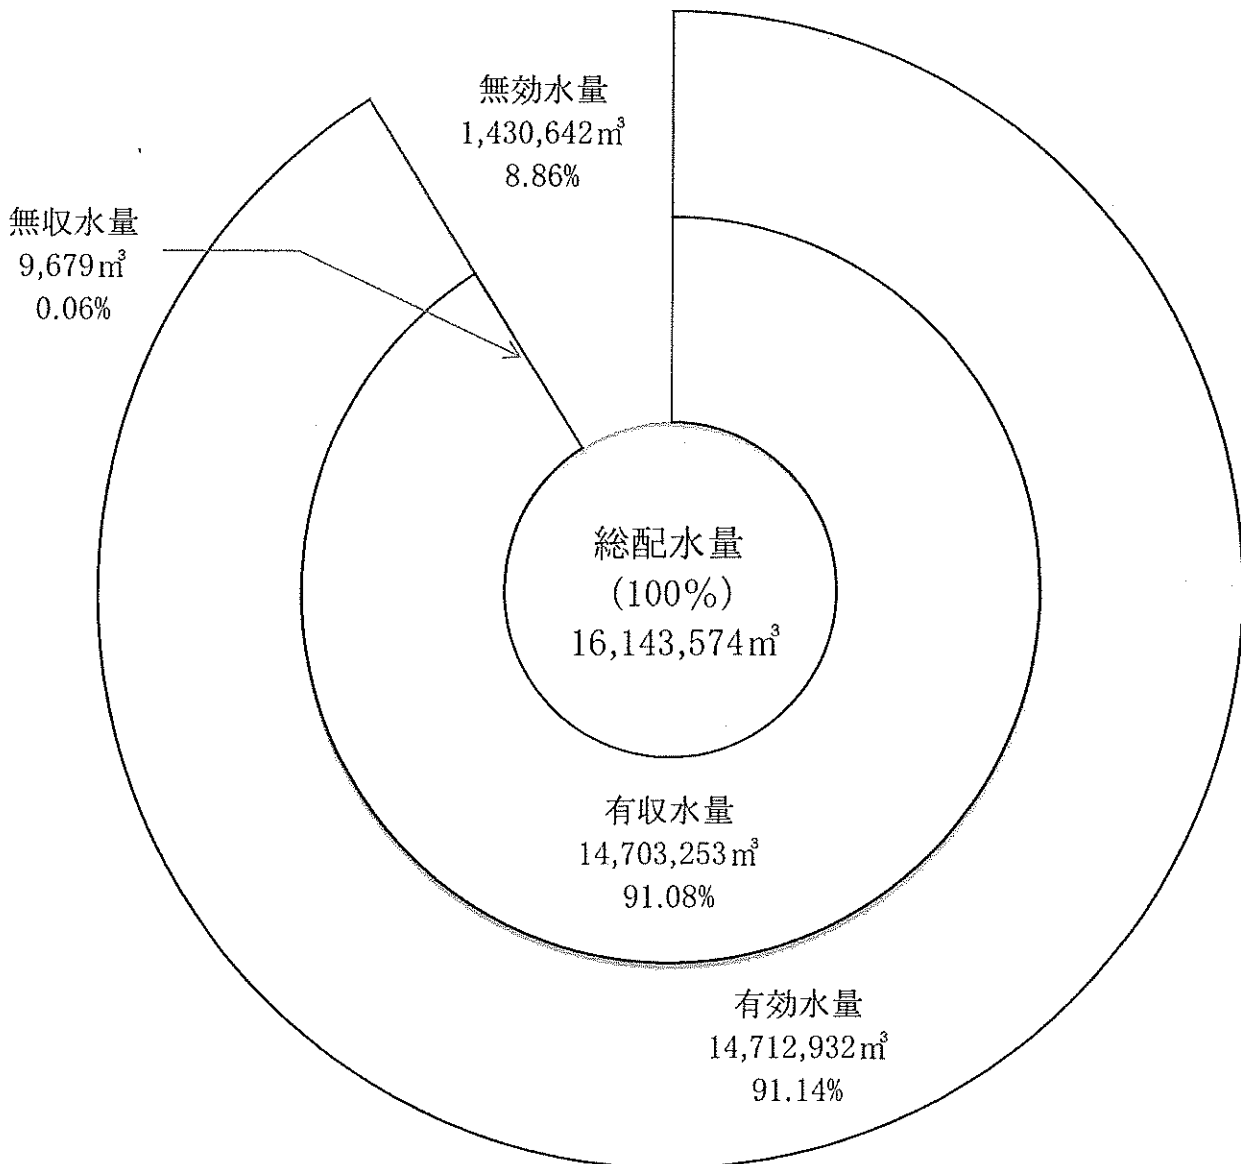 無効水量
1,430,642㎥
8.86%
無収水量
9,679㎥
0.06%
総配水量
(100%)
16,143,574㎥
有収水量
14,703,253㎥
91.08%
有効水量
14,712,932㎥
91.14%